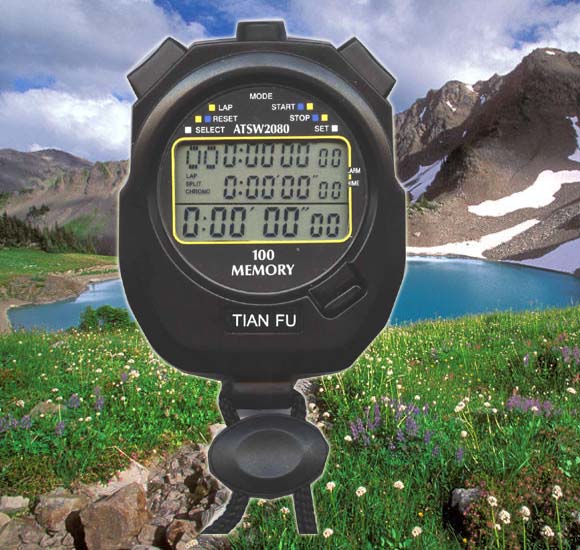 MODE
LAP START
RESET STOP
SELECT ATSW2080 SET
00 0:00'00 00
LAP
SPLIT
CHRONO
0:00'00" 00
0:00' 00" 00
100
MEMORY
TIAN FU